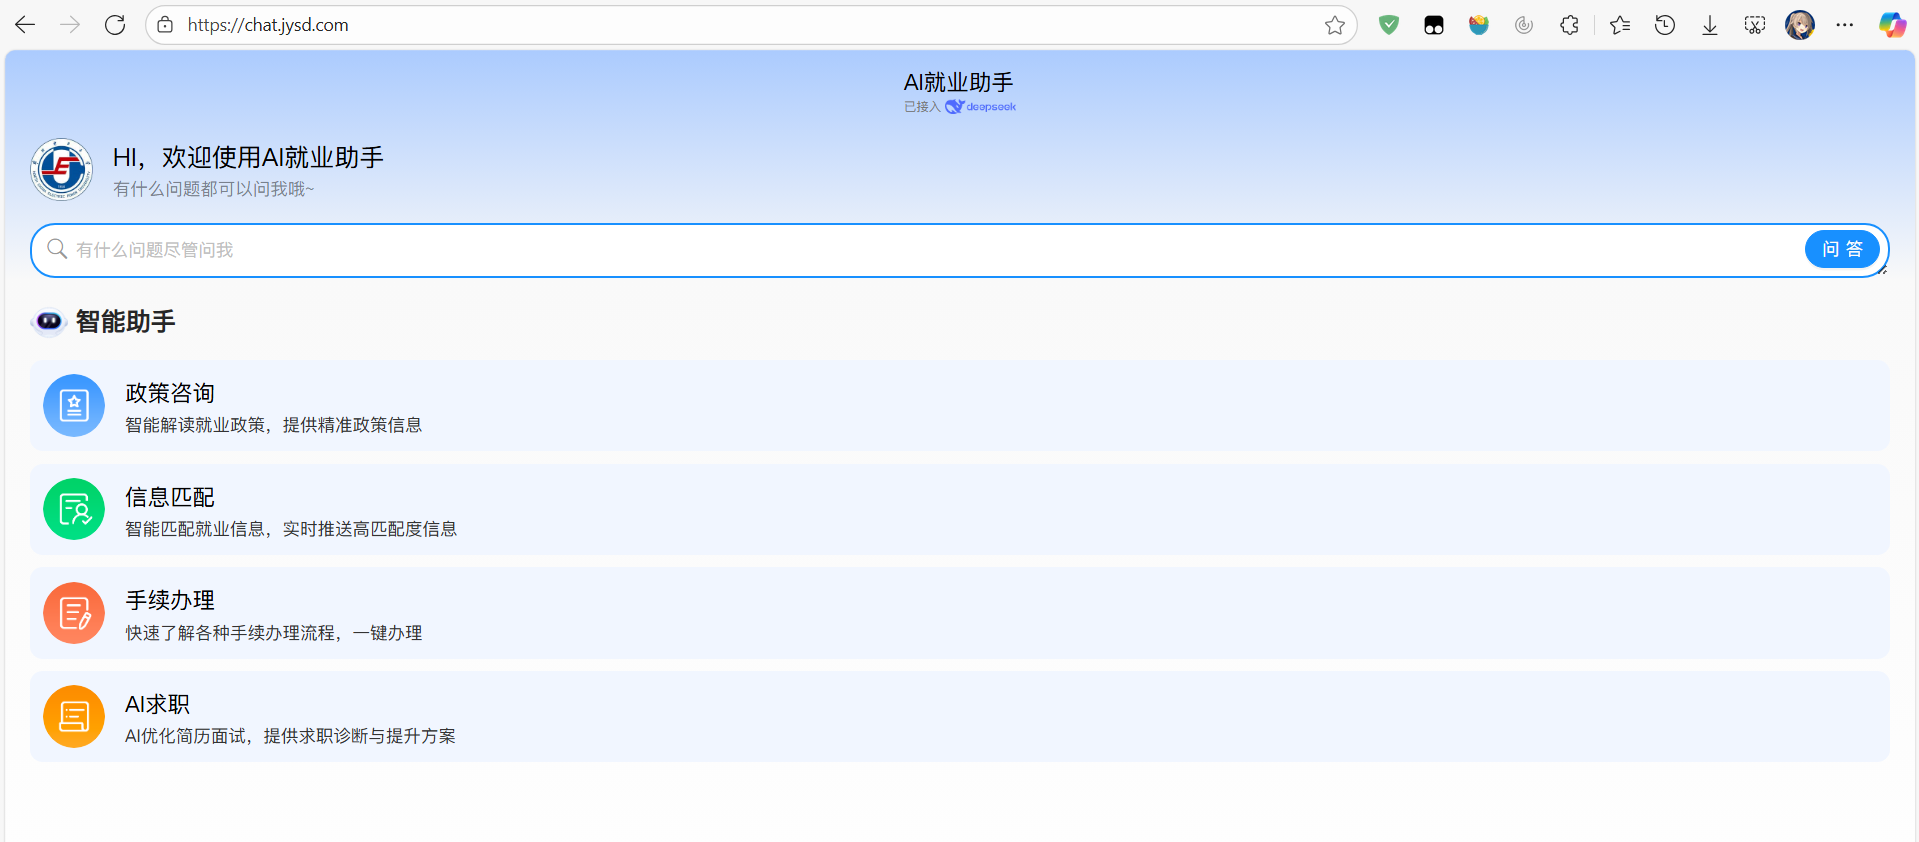 https://chat.jysd.com
AI就业助手
已接入 deepseek
HI，欢迎使用AI就业助手
有什么问题都可以问我哦~
有什么问题尽管问我
问 答
智能助手
政策咨询
智能解读就业政策，提供精准政策信息
信息匹配
智能匹配就业信息，实时推送高匹配度信息
手续办理
快速了解各种手续办理流程，一键办理
AI求职
AI优化简历面试，提供求职诊断与提升方案